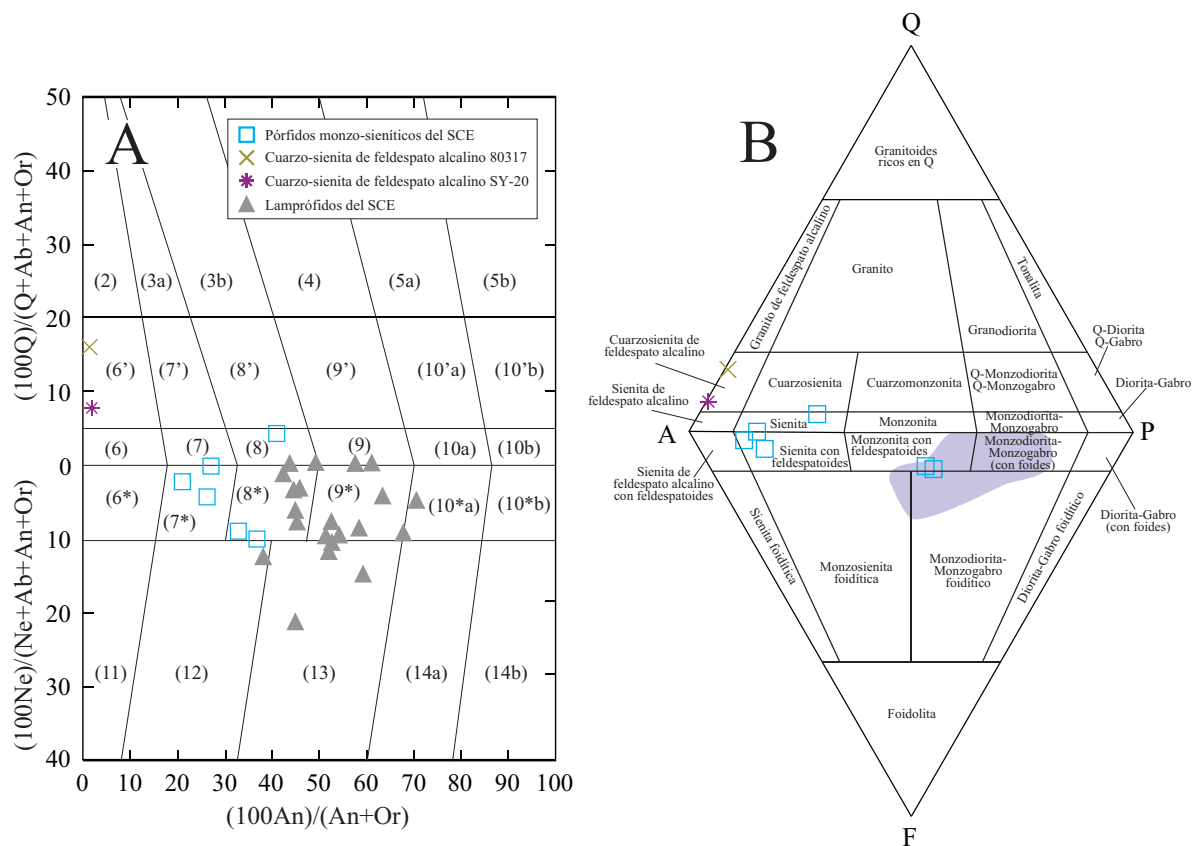 A
Pórfidos monzo-sieníticos del SCE
Cuarzo-sienita de feldespato alcalino 80317
Cuarzo-sienita de feldespato alcalino SY-20
Lamprófidos del SCE
(100Q)/(Q+Ab+An+Or)
(100Ne)/(Ne+Ab+An+Or)
50
40
30
20
10
0
10
20
30
40
(2) (3a) (3b) (4) (5a) (5b)
(6’) (7’) (8’) (9’) (10’a) (10’b)
(6) (7) (8) (9) (10a) (10b)
(6*) (7*) (8*) (9*) (10*a) (10*b)
(11) (12) (13) (14a) (14b)
0 10 20 30 40 50 60 70 80 90 100
(100An)/(An+Or)
B
Q
Granitoides
ricos en Q
Granito de feldespato alcalino
Granito
Granodiorita
Tonalita
Cuarzosienita de
feldespato alcalino
Cuarzosienita
Cuarzomonzonita
Q-Monzodiorita
Q-Monzogabro
Q-Diorita
Q-Gabro
Sienita de
feldespato alcalino
Sienita
Monzonita
Monzodiorita-
Monzogabro
Diorita-Gabro
A
P
Sienita de
feldespato alcalino
con feldespatoides
Sienita con
feldespatoides
Monzonita con
feldespatoides
Monzodiorita-
Monzogabro
(con foides)
Diorita-Gabro
(con foides)
Sienita foidítica
Monzosienita
foidítica
Monzodiorita-
Monzogabro
foidítico
Diorita-Gabro foidítico
Foidolita
F